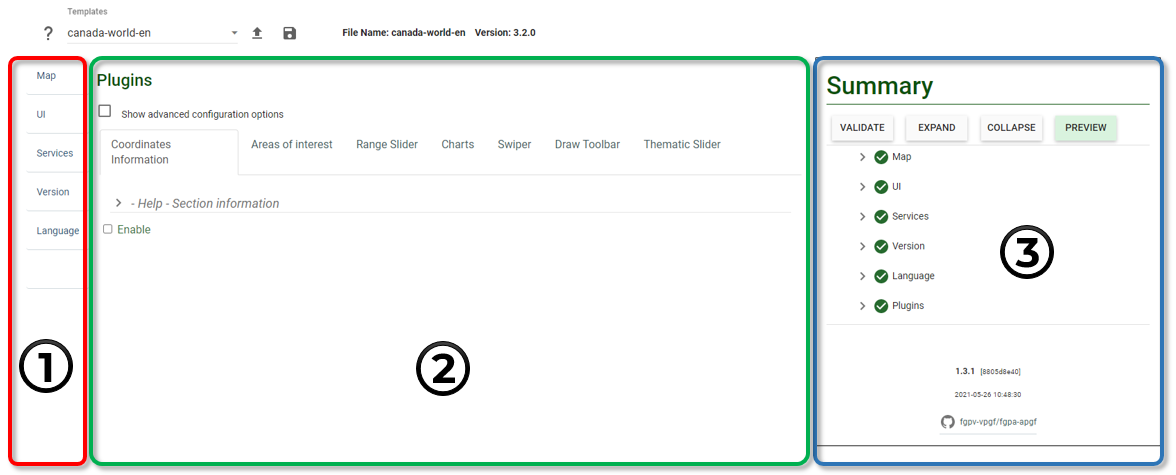 Templates
? canada-world-en File Name: canada-world-en Version: 3.2.0
Map
UI
Services
Version
Language
1
Plugins
Show advanced configuration options
Coordinates
Information
Areas of interest Range Slider Charts Swiper Draw Toolbar Thematic Slider
- Help - Section information
Enable
2
Summary
VALIDATE EXPAND COLLAPSE PREVIEW
Map
UI
Services
Version
Language
Plugins
3
1.3.1 [8805d8e40]
2021-05-26 10:48:30
fgpv-vpgf/fgpa-apgf